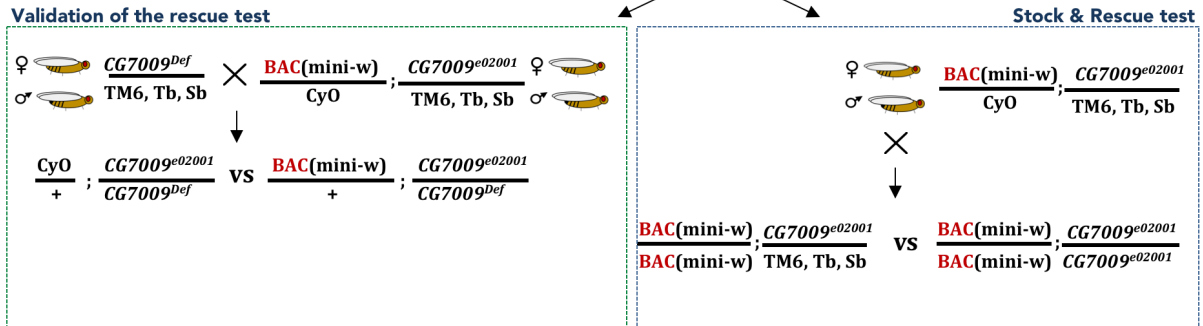 Validation of the rescue test
♀ CG7009^Def × BAC(mini-w) ; CG7009^e02001 ♀
♂ TM6, Tb, Sb CyO TM6, Tb, Sb ♂
CyO ; CG7009^e02001 vs BAC(mini-w) ; CG7009^e02001
+ CG7009^Def + CG7009^Def
Stock & Rescue test
♀ BAC(mini-w) ; CG7009^e02001
♂ CyO TM6, Tb, Sb
×
BAC(mini-w) ; CG7009^e02001 vs BAC(mini-w) ; CG7009^e02001
BAC(mini-w) TM6, Tb, Sb BAC(mini-w) CG7009^e02001